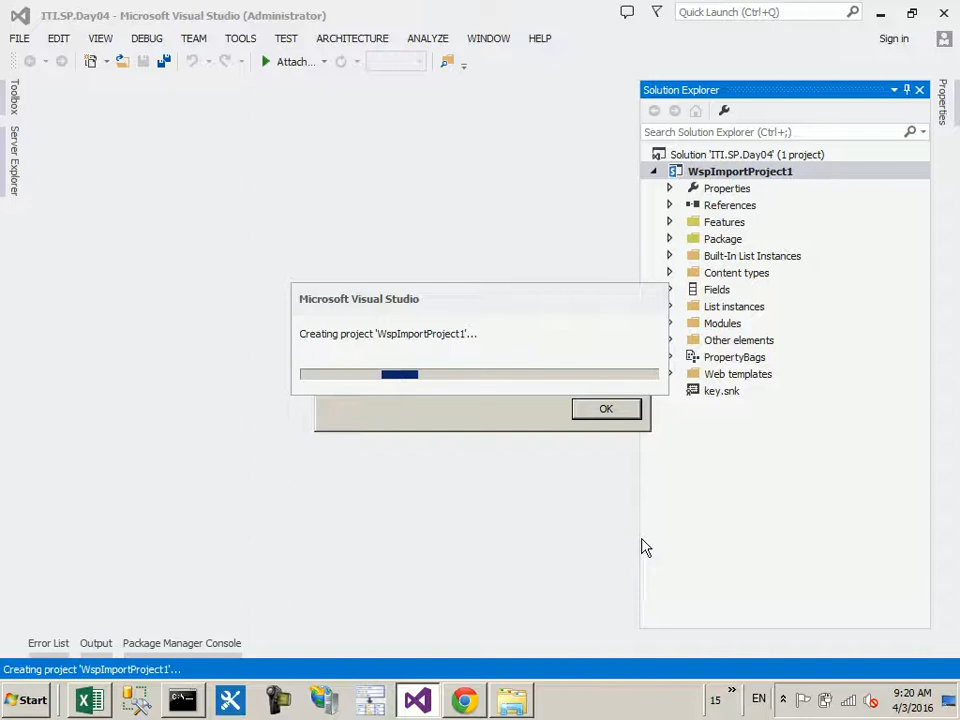 ITI.SP.Day04 - Microsoft Visual Studio (Administrator)
Quick Launch (Ctrl+Q)
FILE EDIT VIEW DEBUG TEAM TOOLS TEST ARCHITECTURE ANALYZE WINDOW HELP
Sign in
Attach...
Toolbox
Server Explorer
Solution Explorer
Properties
Search Solution Explorer (Ctrl+;)
Solution 'ITI.SP.Day04' (1 project)
WspImportProject1
Properties
References
Features
Package
Built-In List Instances
Content types
Fields
List instances
Modules
Other elements
PropertyBags
Web templates
key.snk
Microsoft Visual Studio
Creating project 'WspImportProject1'...
OK
Error List Output Package Manager Console
Creating project 'WspImportProject1'...
Start
15
EN
9:20 AM
4/3/2016